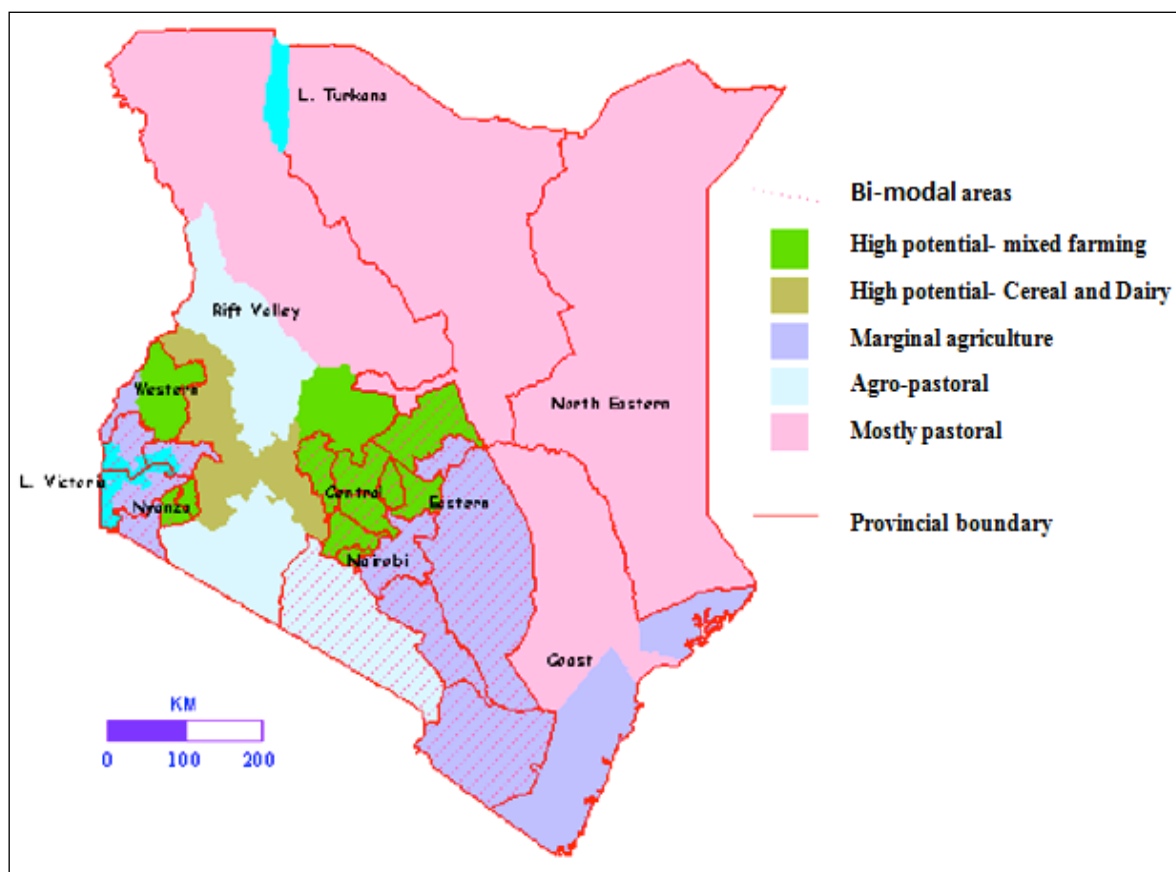 L. Turkana
Bi-modal areas
High potential- mixed farming
High potential- Cereal and Dairy
Rift Valley
Marginal agriculture
Western
Agro-pastoral
North Eastern
Mostly pastoral
L. Victoria
Central
Eastern
Nyanza
Provincial boundary
Nairobi
Coast
KM
0 100 200